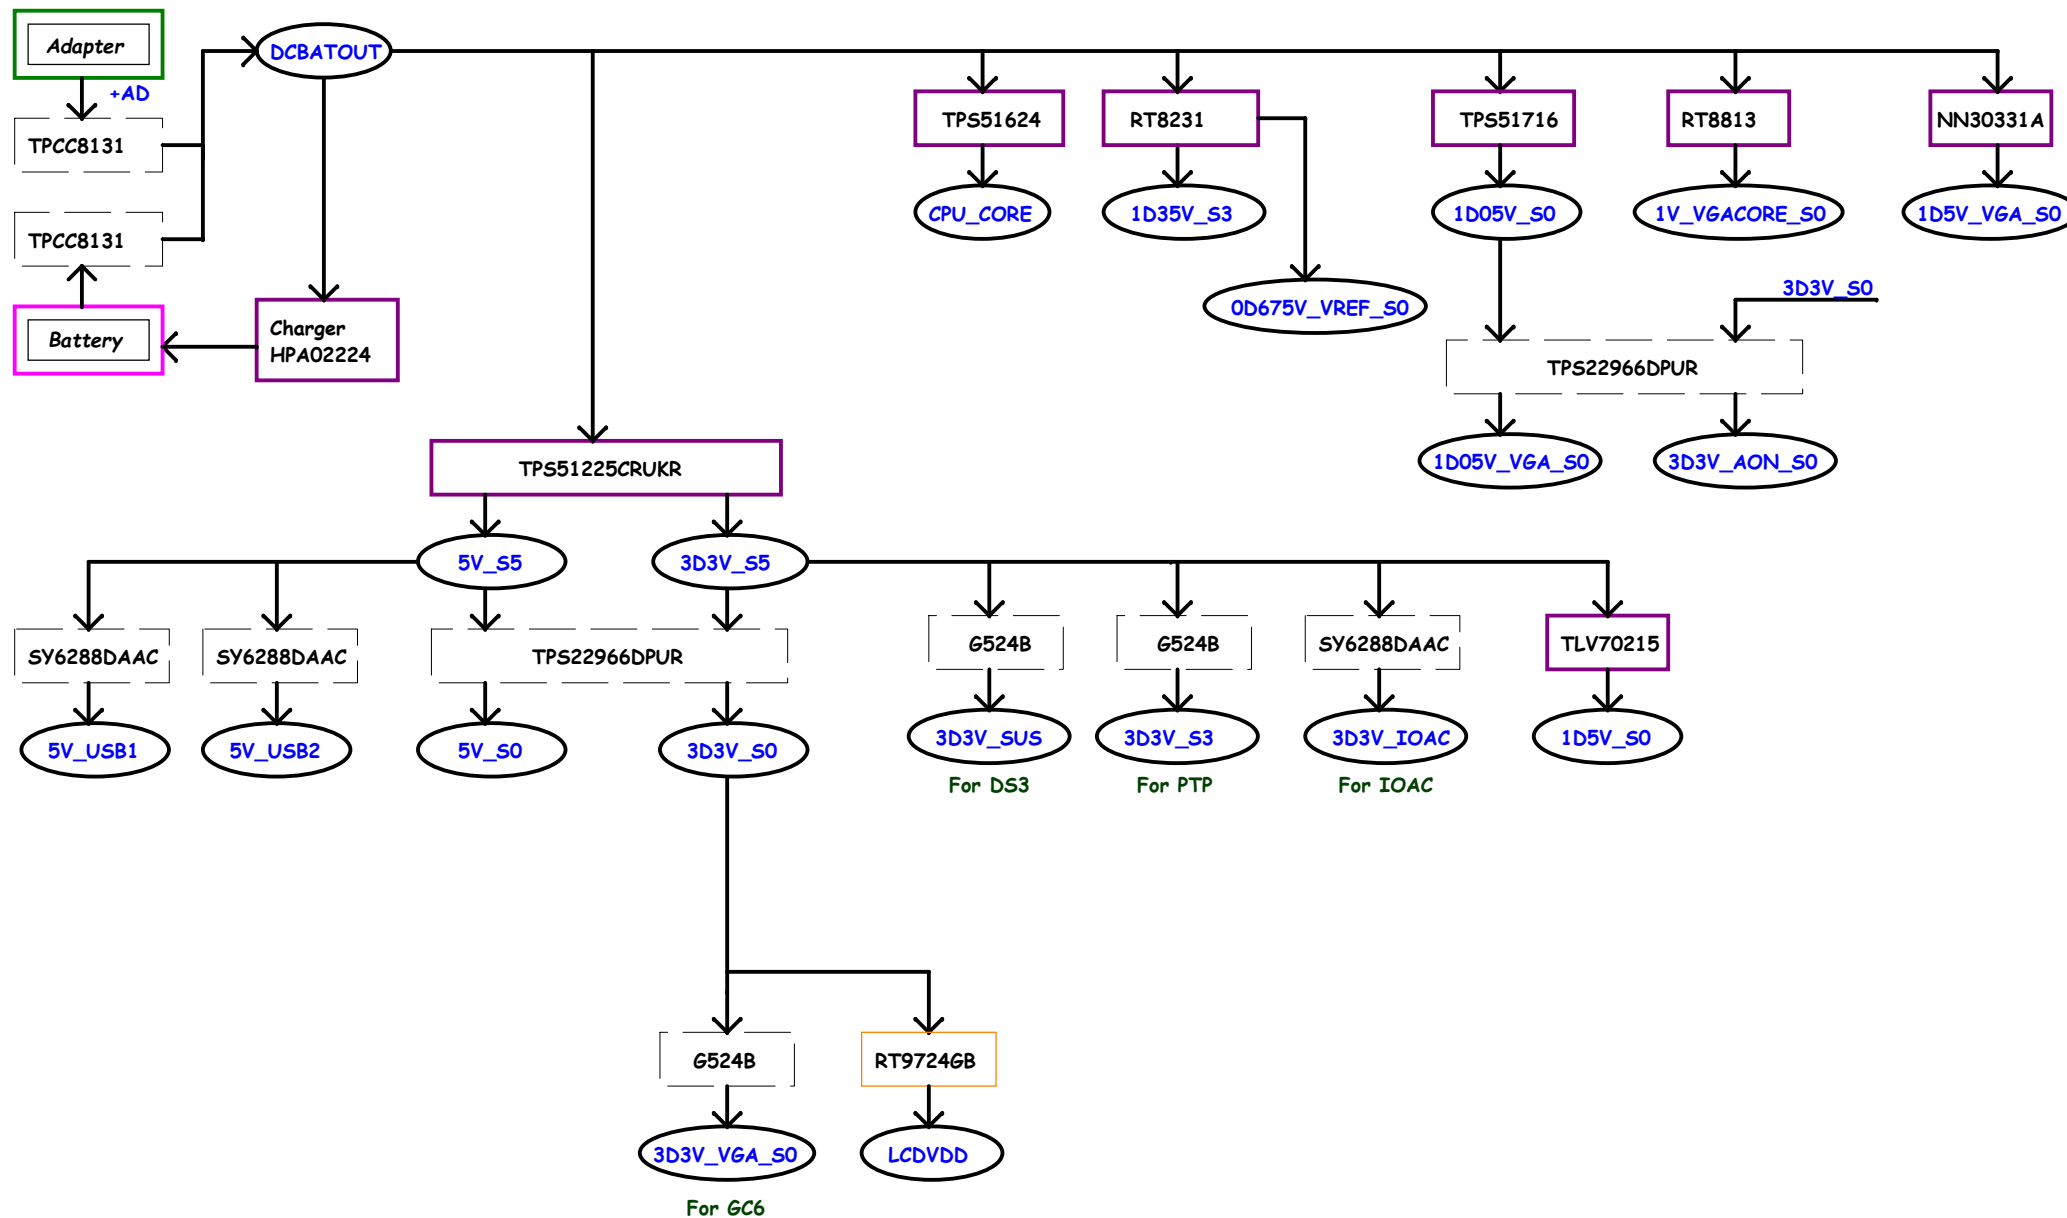 Adapter
DCBATOUT
+AD
TPCC8131
TPS51624
RT8231
TPS51716
RT8813
NN30331A
TPCC8131
CPU_CORE
1D35V_S3
1D05V_S0
1V_VGACORE_S0
1D5V_VGA_S0
0D675V_VREF_S0
3D3V_S0
Battery
Charger
HPA02224
TPS22966DPUR
TPS51225CRUKR
1D05V_VGA_S0
3D3V_AON_S0
5V_S5
3D3V_S5
SY6288DAAC
SY6288DAAC
TPS22966DPUR
G524B
G524B
SY6288DAAC
TLV70215
5V_USB1
5V_USB2
5V_S0
3D3V_S0
3D3V_SUS
3D3V_S3
3D3V_IOAC
1D5V_S0
For DS3
For PTP
For IOAC
G524B
RT9724GB
3D3V_VGA_S0
LCDVDD
For GC6